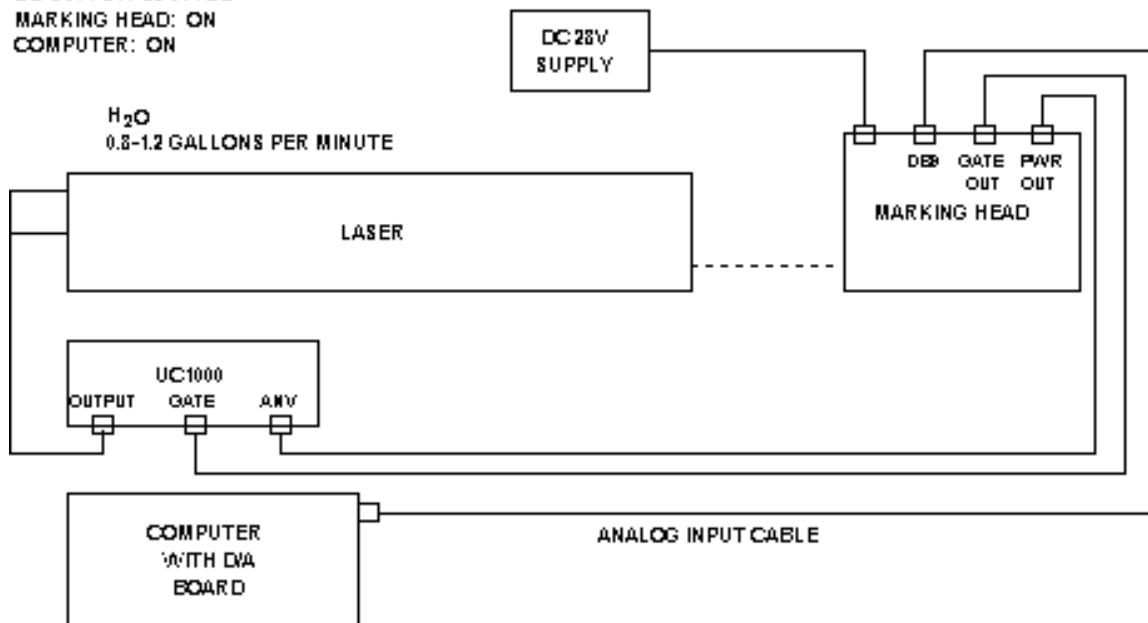 MARKING HEAD: ON
COMPUTER: ON
DC 28V
SUPPLY
H2O
0.8-1.2 GALLONS PER MINUTE
DB9 GATE OUT PWR OUT
MARKING HEAD
LASER
UC1000
OUTPUT GATE ANV
COMPUTER
WITH D/A
BOARD
ANALOG INPUT CABLE